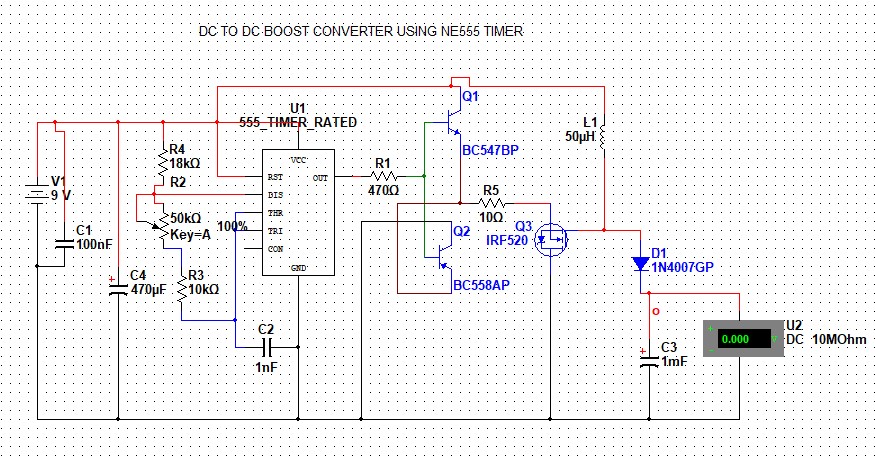 DC TO DC BOOST CONVERTER USING NE555 TIMER
Q1
BC547BP
U1
555_TIMER_RATED
VCC
RST
DIS
THR
TRI
CON
OUT
GND
L1
50µH
R4
18kΩ
R2
50kΩ
Key=A
100%
R1
470Ω
V1
9 V
R5
10Ω
C1
100nF
Q2
BC558AP
Q3
IRF520
D1
1N4007GP
C4
470µF
R3
10kΩ
C2
1nF
C3
1mF
+
+
O
U2
DC 10MOhm
+
0.000
V
-